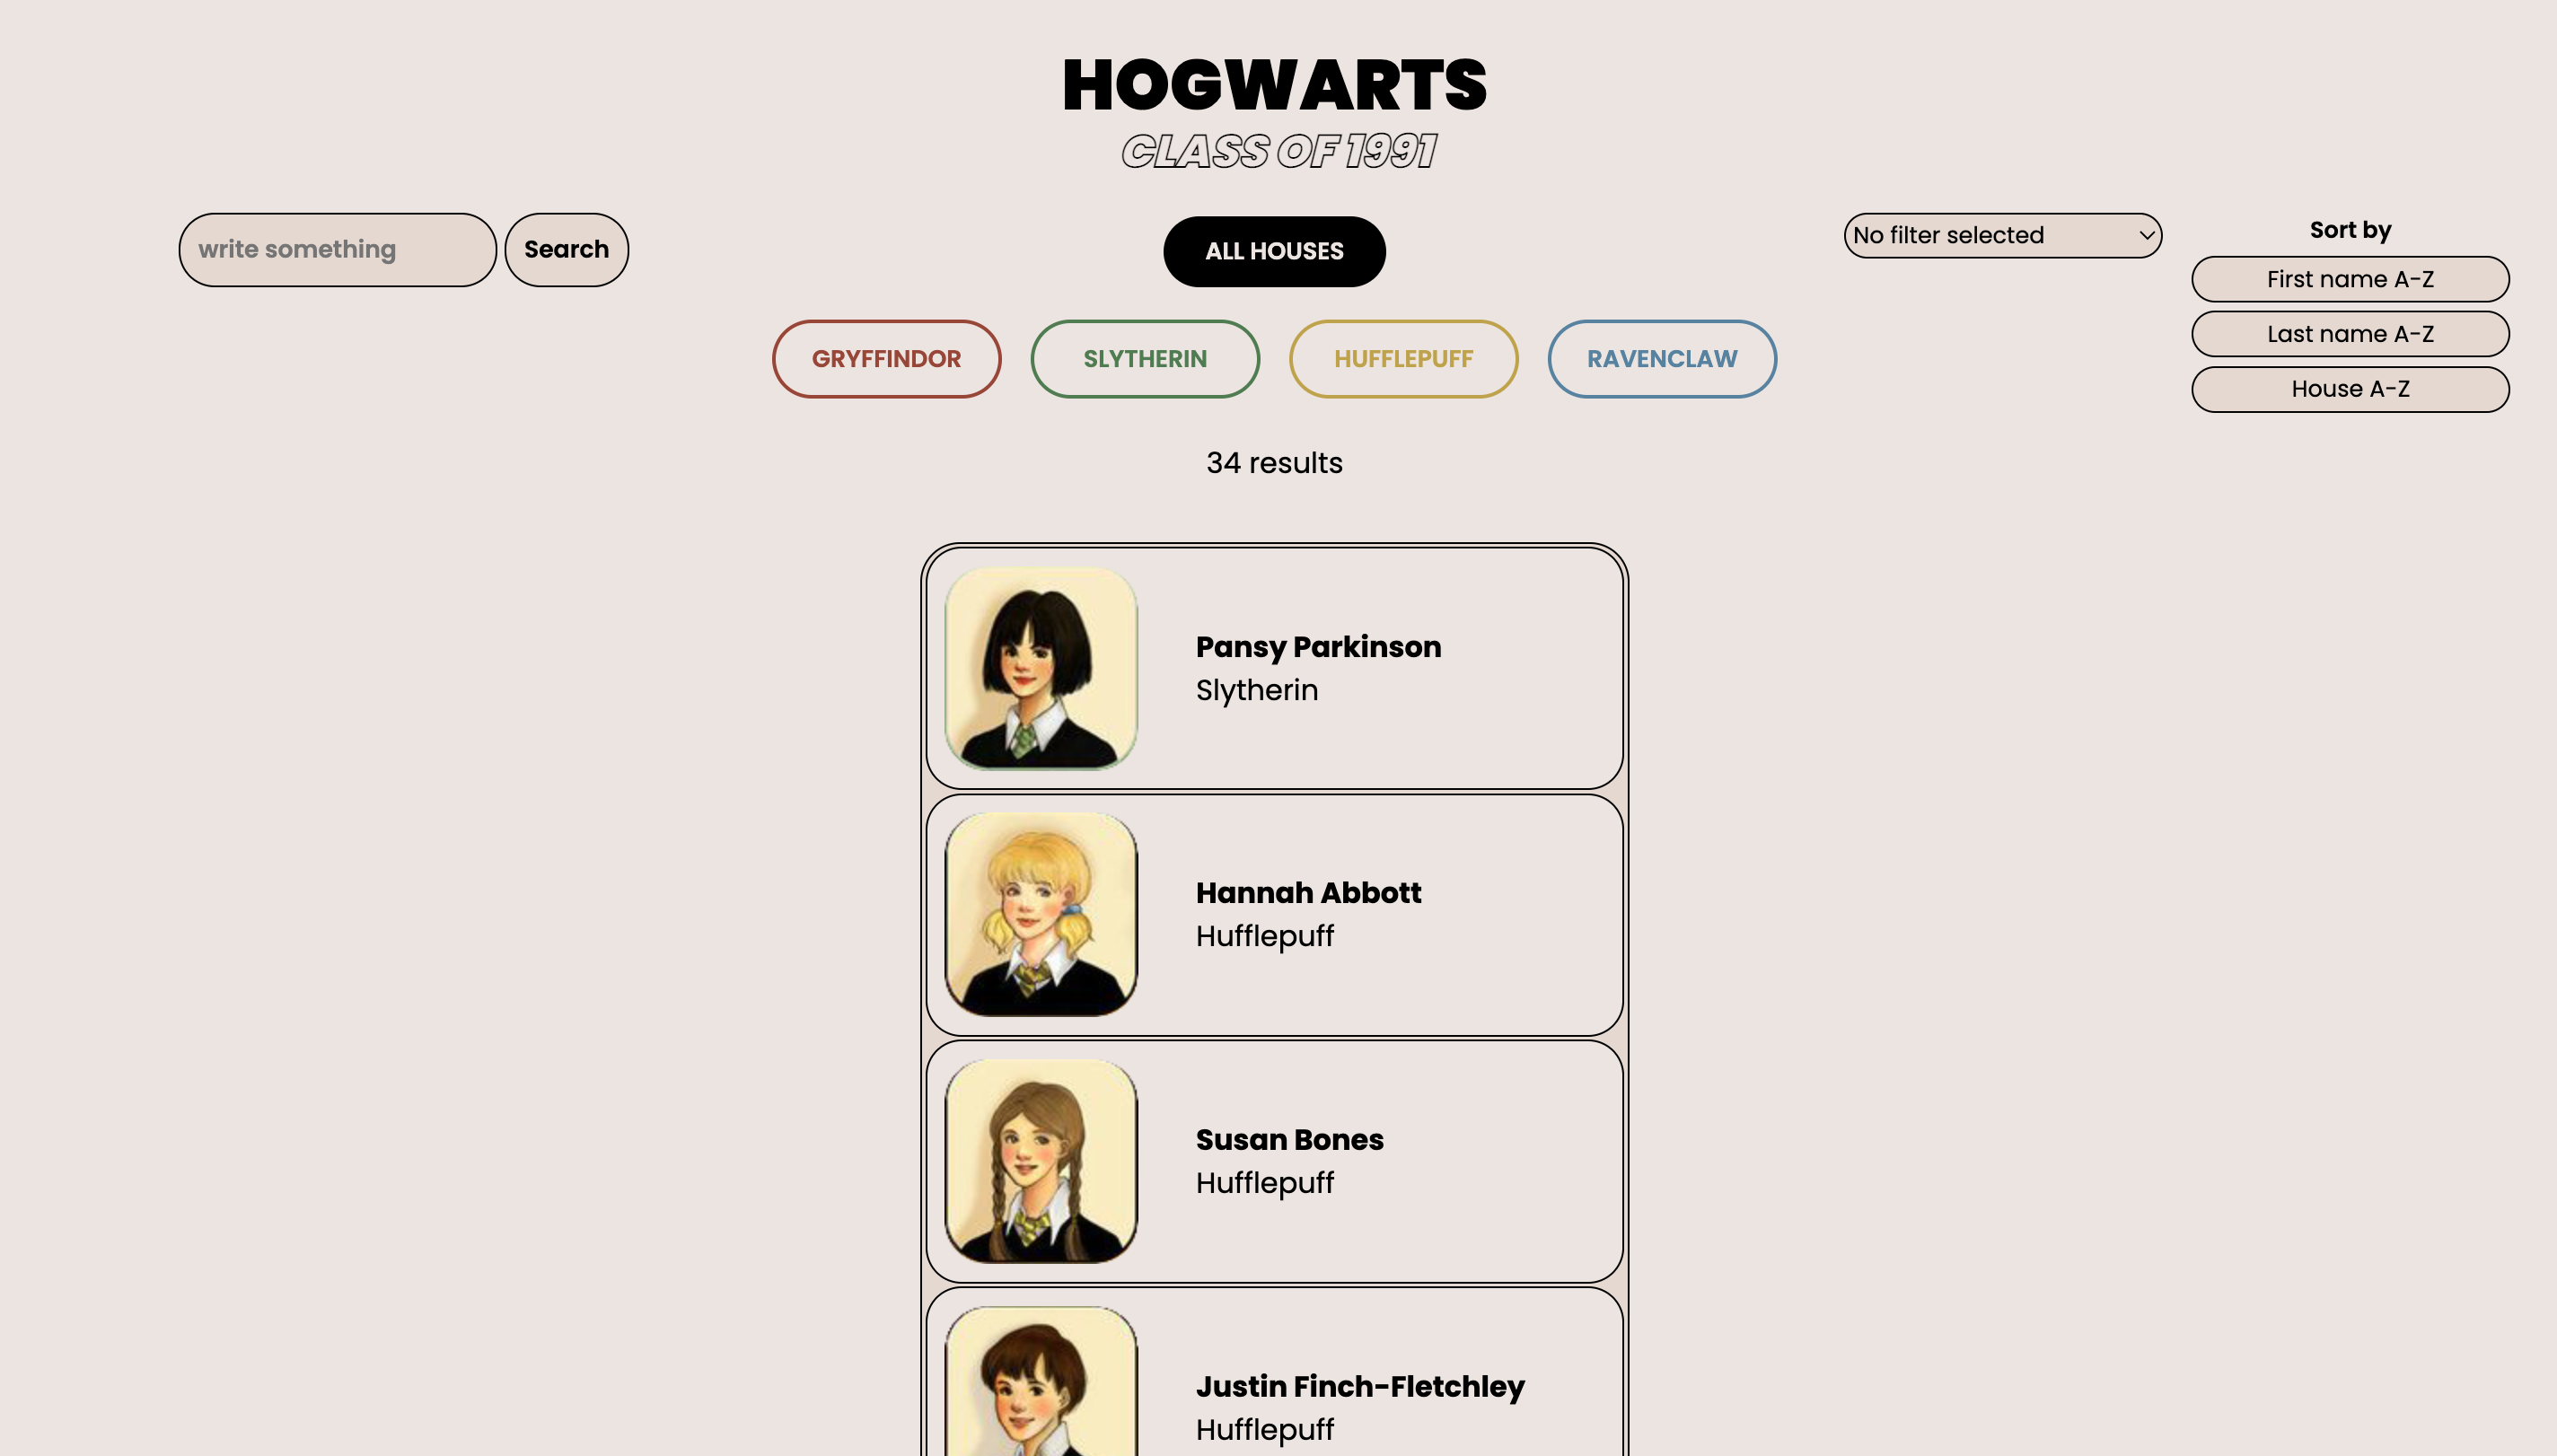 HOGWARTS
CLASS OF 1991
write something
Search
ALL HOUSES
GRYFFINDOR
SLYTHERIN
HUFFLEPUFF
RAVENCLAW
No filter selected
Sort by
First name A-Z
Last name A-Z
House A-Z
34 results
Pansy Parkinson
Slytherin
Hannah Abbott
Hufflepuff
Susan Bones
Hufflepuff
Justin Finch-Fletchley
Hufflepuff